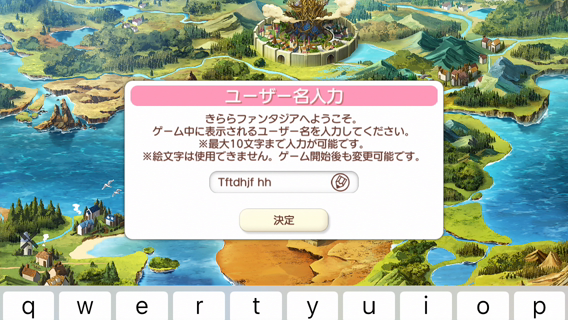 ユーザー名入力
きららファンタジアへようこそ。
ゲーム中に表示されるユーザー名を入力してください。
※最大10文字まで入力が可能です。
※絵文字は使用できません。ゲーム開始後も変更可能です。
Tftdhjf hh
決定
q w e r t y u i o p